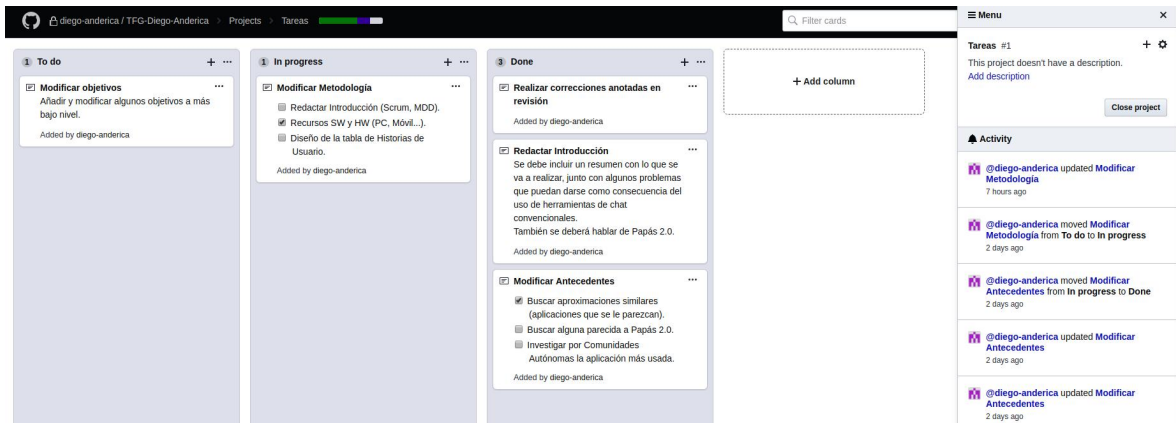 diego-anderica / TFG-Diego-Anderica > Projects > Tareas
Filter cards
1 To do
Modificar objetivos
Añadir y modificar algunos objetivos a más
bajo nivel.
Added by diego-anderica
1 In progress
Modificar Metodología
Redactar Introducción (Scrum, MDD).
Recursos SW y HW (PC, Móvil...).
Diseño de la tabla de Historias de
Usuario.
Added by diego-anderica
3 Done
Realizar correcciones anotadas en
revisión
Added by diego-anderica
Redactar Introducción
Se debe incluir un resumen con lo que se
va a realizar, junto con algunos problemas
que puedan darse como consecuencia del
uso de herramientas de chat
convencionales.
También se deberá hablar de Papás 2.0.
Added by diego-anderica
Modificar Antecedentes
Buscar aproximaciones similares
(aplicaciones que se le parezcan).
Buscar alguna parecida a Papás 2.0.
Investigar por Comunidades
Autónomas la aplicación más usada.
Added by diego-anderica
+ Add column
Menu
Tareas #1
This project doesn't have a description.
Add description
Close project
Activity
@diego-anderica updated Modificar
Metodología
7 hours ago
@diego-anderica moved Modificar
Metodología from To do to In progress
2 days ago
@diego-anderica moved Modificar
Antecedentes from In progress to Done
2 days ago
@diego-anderica updated Modificar
Antecedentes
2 days ago
@diego-anderica updated Modificar
Antecedentes
2 days ago